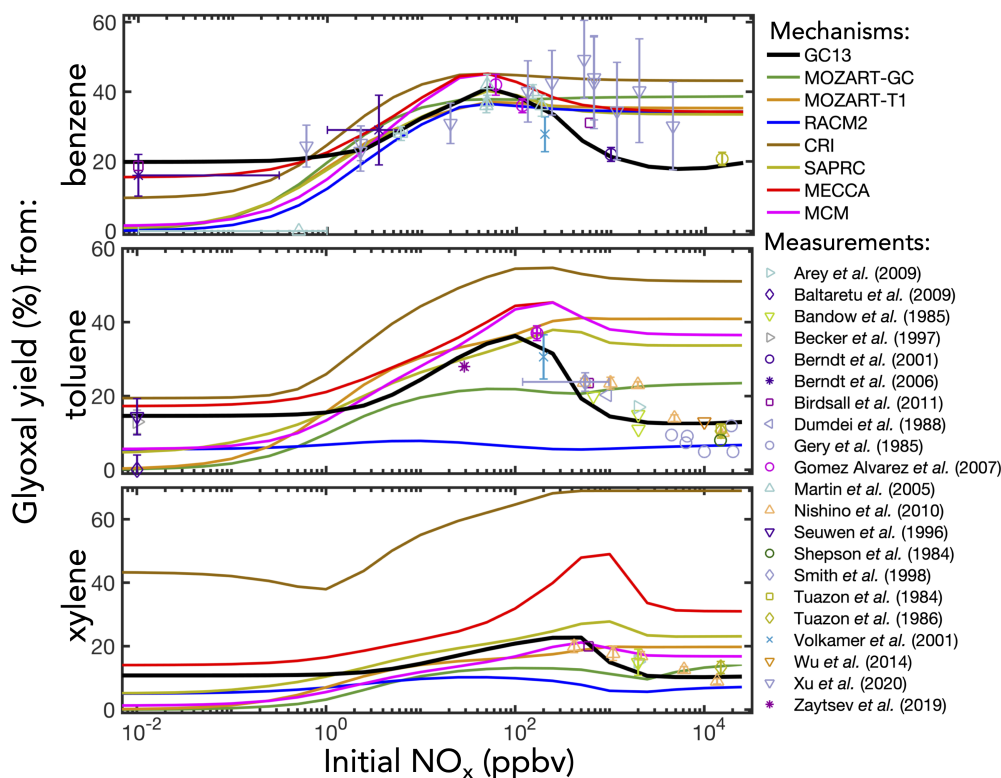 Glyoxal yield (%) from:
benzene
60
40
20
0
toluene
60
40
20
0
xylene
60
40
20
0
10-2
100
102
104
Initial NOx (ppbv)
Mechanisms:
GC13
MOZART-GC
MOZART-T1
RACM2
CRI
SAPRC
MECCA
MCM
Measurements:
Arey et al. (2009)
Baltaretu et al. (2009)
Bandow et al. (1985)
Becker et al. (1997)
Berndt et al. (2001)
Berndt et al. (2006)
Birdsall et al. (2011)
Dumdei et al. (1988)
Gery et al. (1985)
Gomez Alvarez et al. (2007)
Martin et al. (2005)
Nishino et al. (2010)
Seuwen et al. (1996)
Shepson et al. (1984)
Smith et al. (1998)
Tuazon et al. (1984)
Tuazon et al. (1986)
Volkamer et al. (2001)
Wu et al. (2014)
Xu et al. (2020)
Zaytsev et al. (2019)